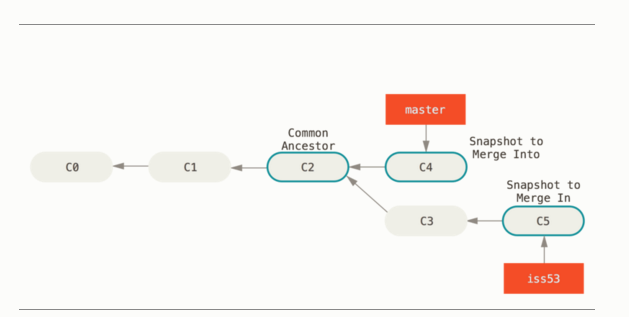 master
Common
Ancestor
Snapshot to
Merge Into
C0
C1
C2
C4
Snapshot to
Merge In
C3
C5
iss53